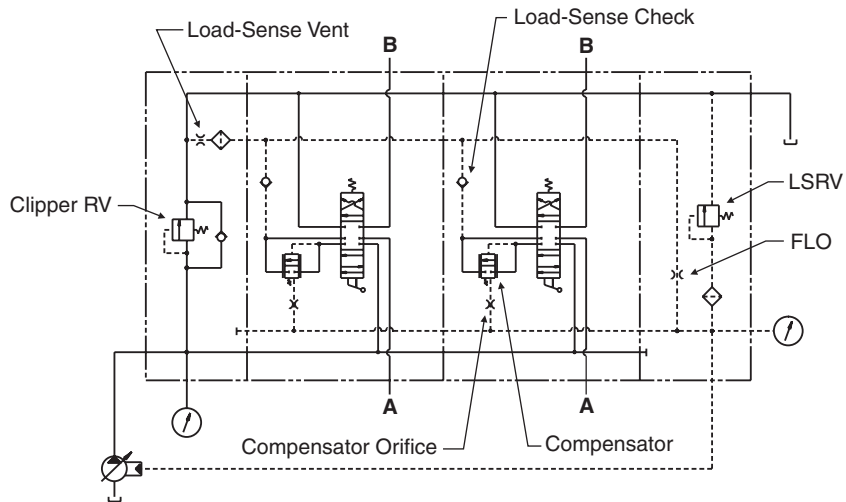 Load-Sense Vent
B
B
Load-Sense Check
Clipper RV
LSRV
FLO
A
A
Compensator Orifice
Compensator